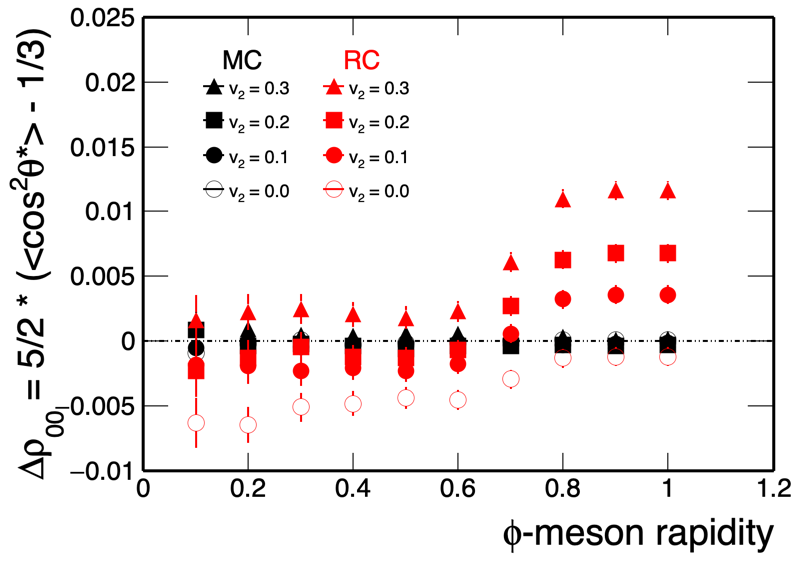 Δρ₀₀ = 5/2 * (<cos²θ*> - 1/3)
0.025
0.02
0.015
0.01
0.005
0
−0.005
−0.01
MC RC
v₂ = 0.3 v₂ = 0.3
v₂ = 0.2 v₂ = 0.2
v₂ = 0.1 v₂ = 0.1
v₂ = 0.0 v₂ = 0.0
0 0.2 0.4 0.6 0.8 1 1.2
ϕ-meson rapidity